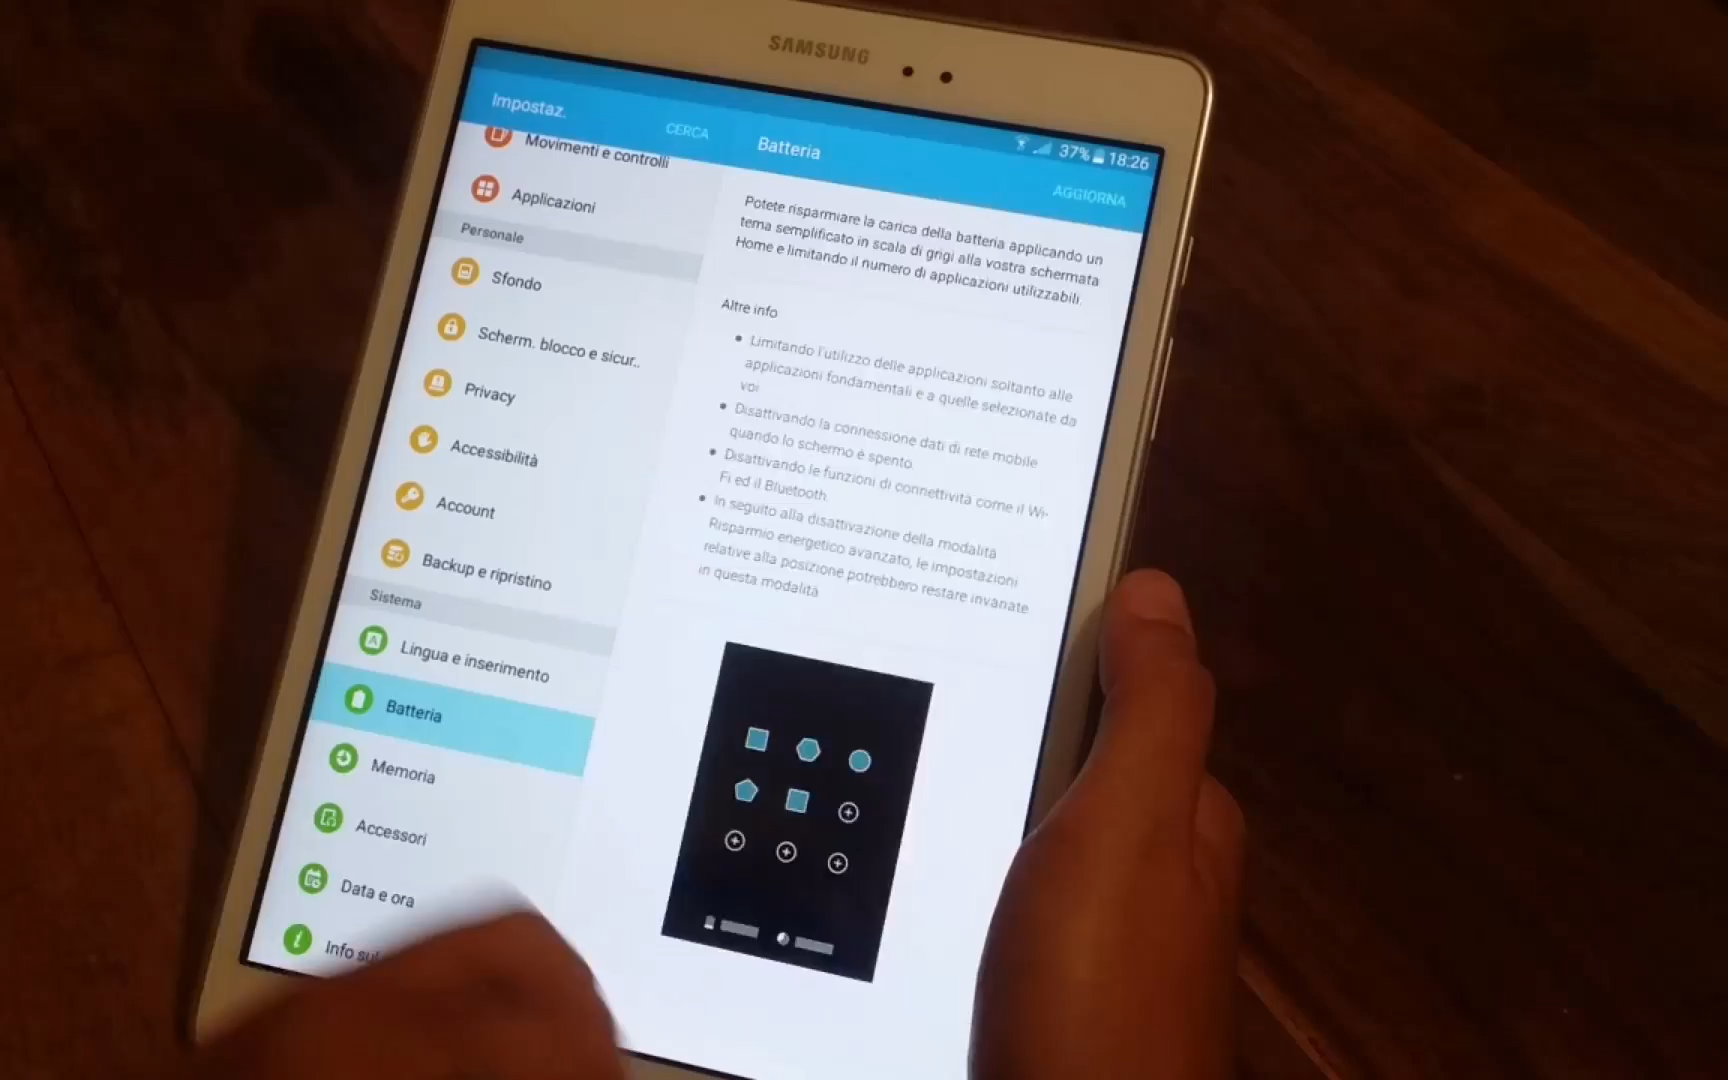 SAMSUNG
37% 18:26
Impostaz.
CERCA
Movimenti e controlli
Applicazioni
Personale
Sfondo
Scherm. blocco e sicur..
Privacy
Accessibilità
Account
Backup e ripristino
Sistema
Lingua e inserimento
Batteria
Memoria
Accessori
Data e ora
Info sul
Batteria
AGGIORNA
Potete risparmiare la carica della batteria applicando un
tema semplificato in scala di grigi alla vostra schermata
Home e limitando il numero di applicazioni utilizzabili.
Altre info
• Limitando l'utilizzo delle applicazioni soltanto alle
applicazioni fondamentali e a quelle selezionate da
voi
• Disattivando la connessione dati di rete mobile
quando lo schermo è spento.
• Disattivando le funzioni di connettività come il Wi-
Fi ed il Bluetooth
• In seguito alla disattivazione della modalità
Risparmio energetico avanzato, le impostazioni
relative alla posizione potrebbero restare invariate
in questa modalità